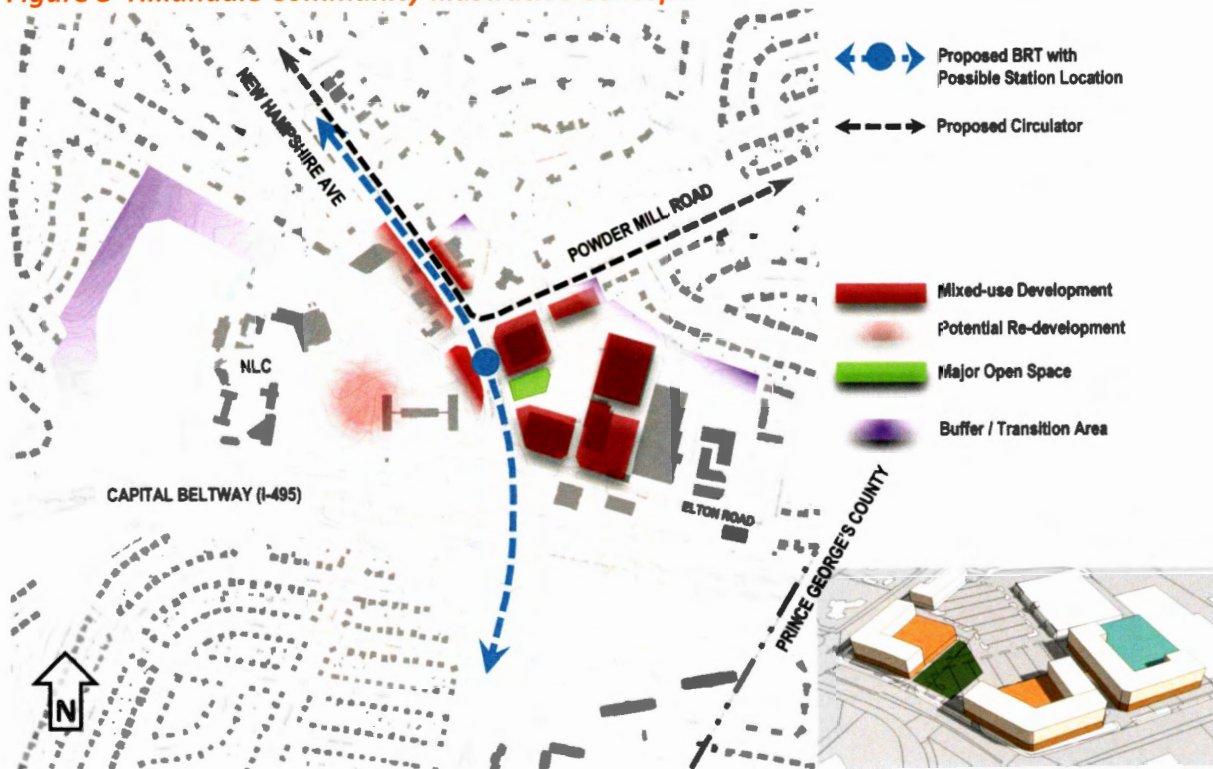 NEW HAMPSHIRE AVE
POWDER MILL ROAD
NLC
CAPITAL BELTWAY (I-495)
ELTON ROAD
PRINCE GEORGE'S COUNTY
N
Proposed BRT with
Possible Station Location
Proposed Circulator
Mixed-use Development
Potential Re-development
Major Open Space
Buffer / Transition Area